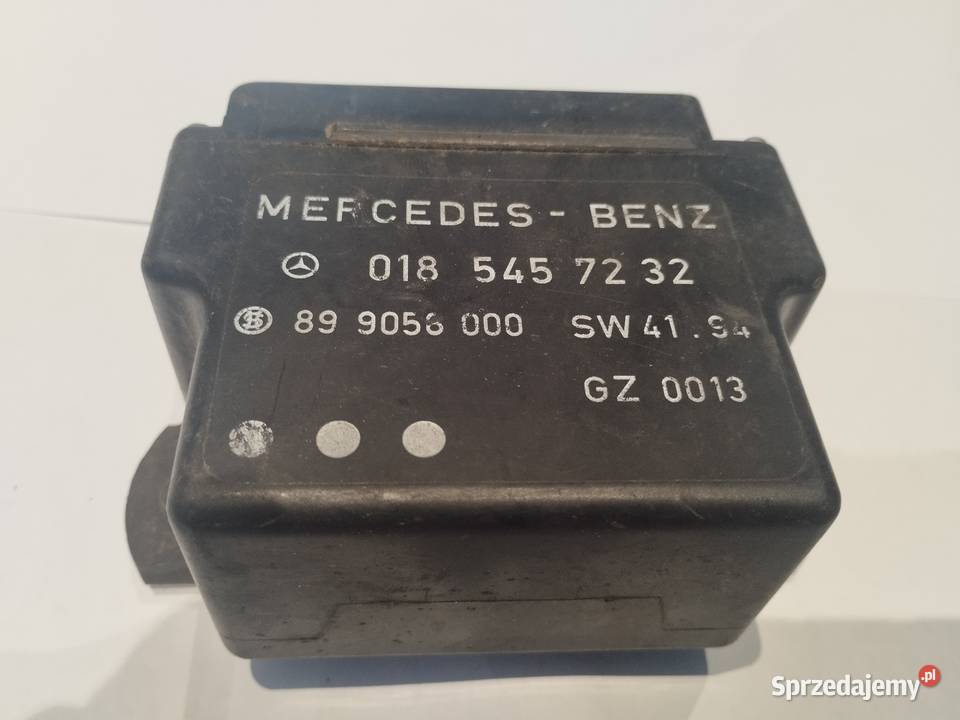 MERCEDES - BENZ
018 545 72 32
89 9056 000 SW 41 . 94
GZ 0013
Sprzedajemy.pl